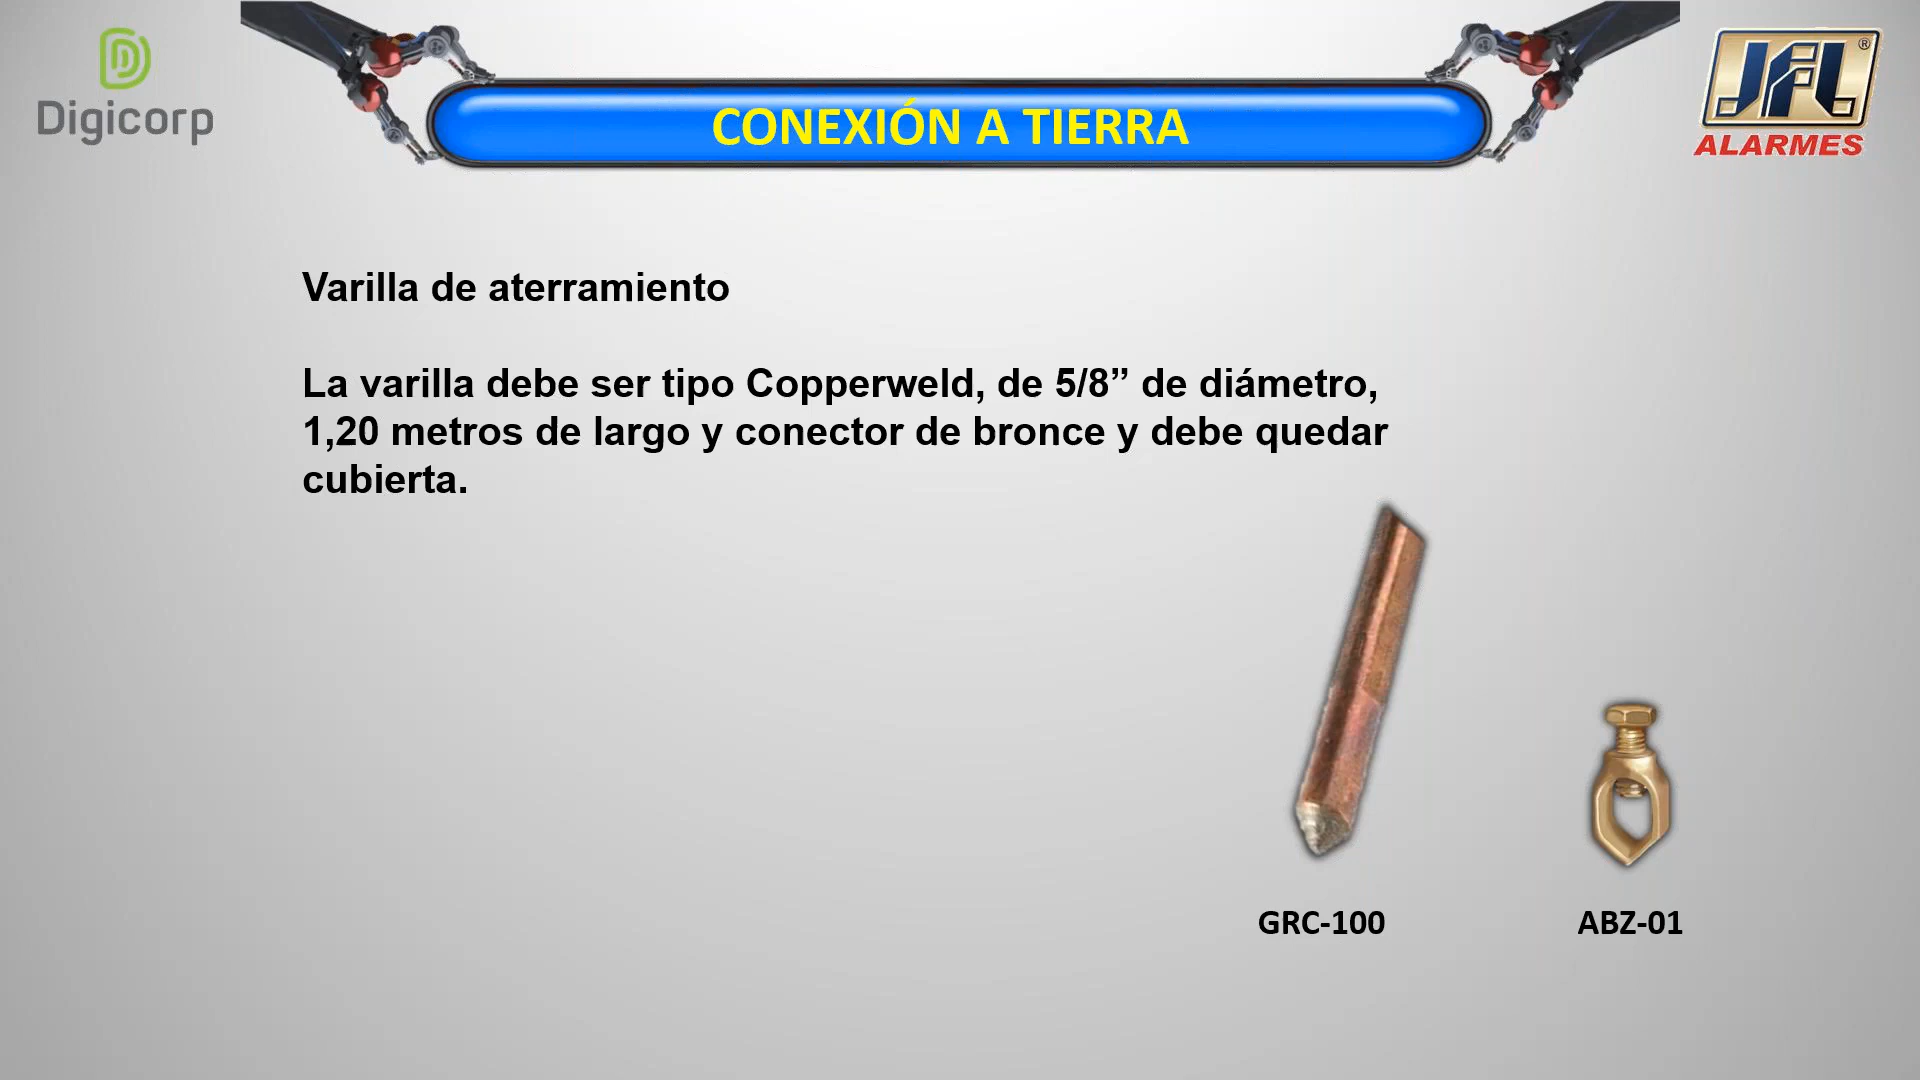 Digicorp
CONEXIÓN A TIERRA
JFL®
ALARMES
Varilla de aterramiento
La varilla debe ser tipo Copperweld, de 5/8” de diámetro,
1,20 metros de largo y conector de bronce y debe quedar
cubierta.
GRC-100
ABZ-01